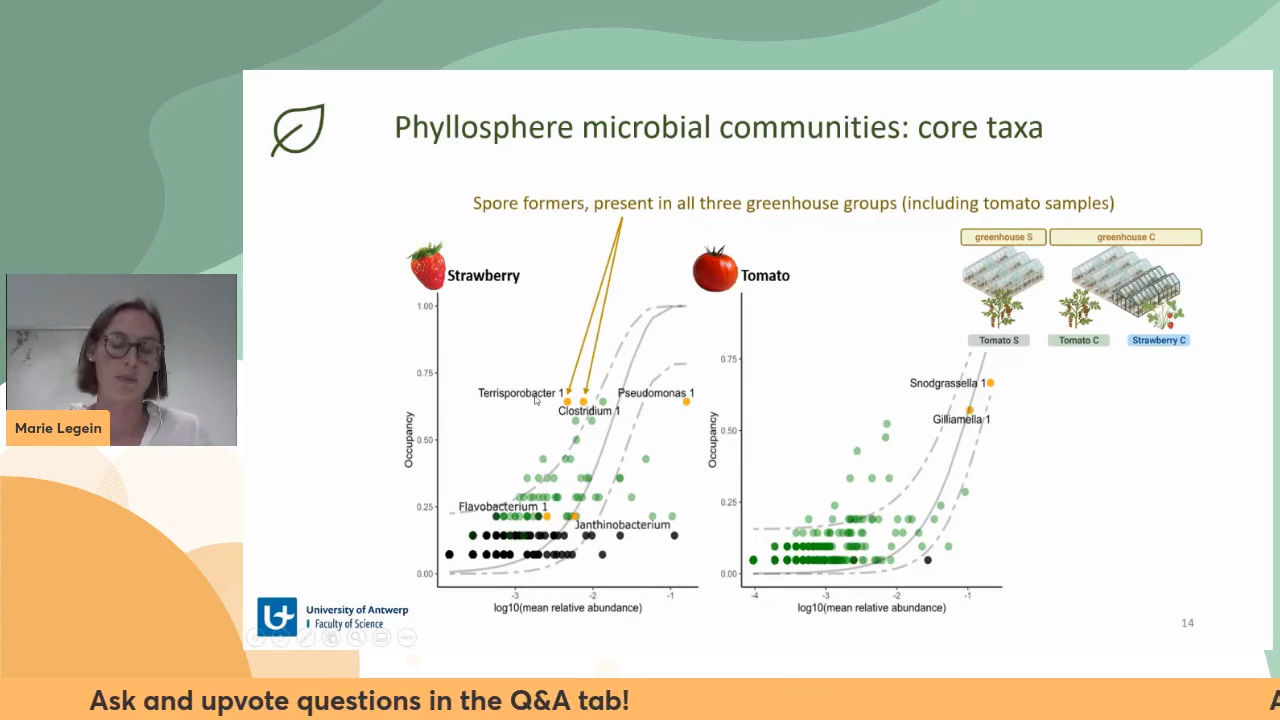 Phyllosphere microbial communities: core taxa
Spore formers, present in all three greenhouse groups (including tomato samples)
greenhouse S
greenhouse C
Strawberry
Tomato
Tomato S
Tomato C
Strawberry C
1.00
0.75
0.50
0.25
0.00
Occupancy
Terrisporobacter 1
Clostridium 1
Pseudomonas 1
Flavobacterium 1
Janthinobacterium
-3
-2
-1
log10(mean relative abundance)
0.75
0.50
0.25
0.00
Occupancy
Snodgrassella 1
Gilliamella 1
-4
-3
-2
-1
log10(mean relative abundance)
Marie Legein
University of Antwerp
Faculty of Science
14
Ask and upvote questions in the Q&A tab!
A